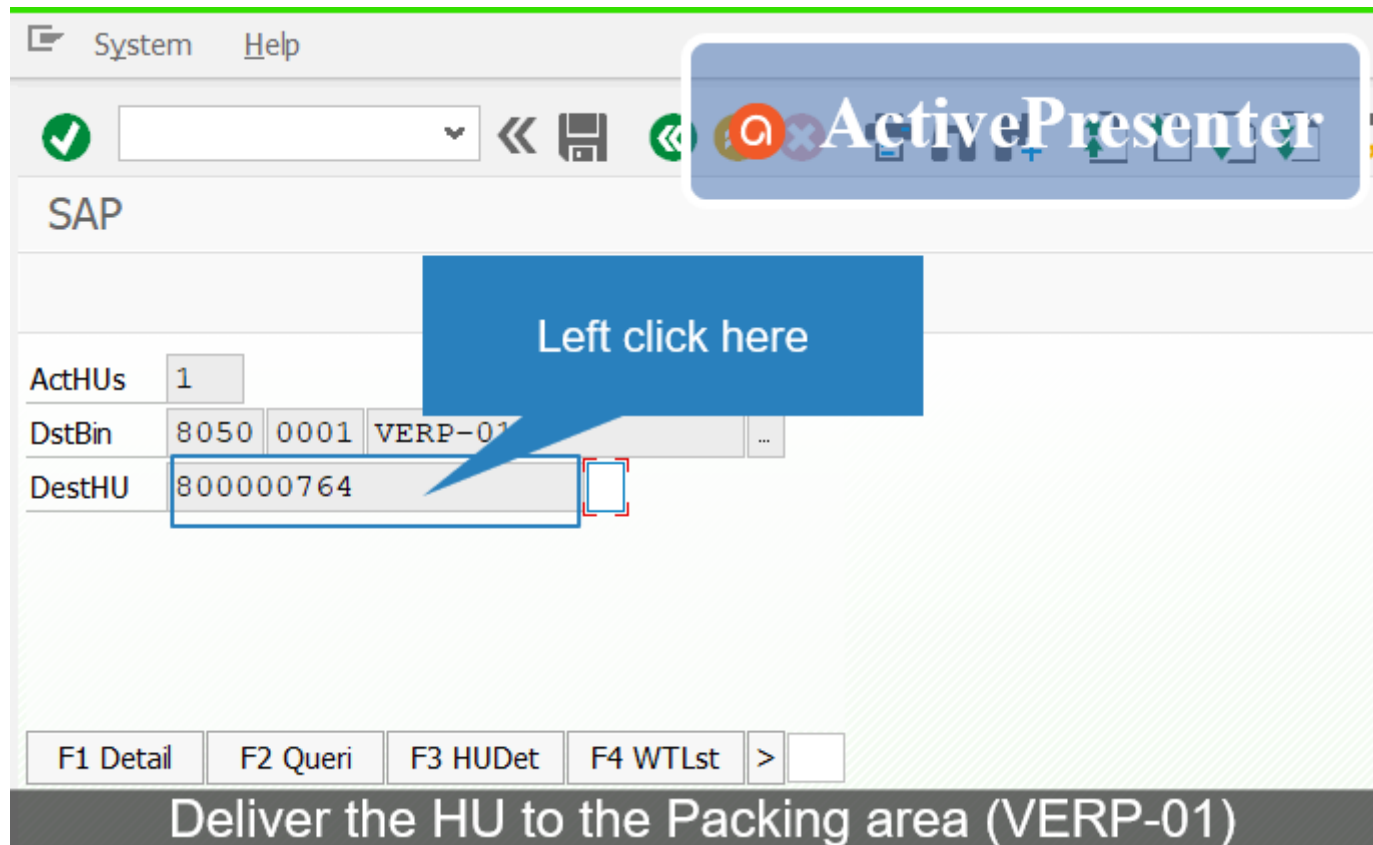 System Help
ActivePresenter
SAP
Left click here
ActHUs 1
DstBin 8050 0001 VERP-01 ...
DestHU 800000764
F1 Detail F2 Queri F3 HUDet F4 WTLst >
Deliver the HU to the Packing area (VERP-01)